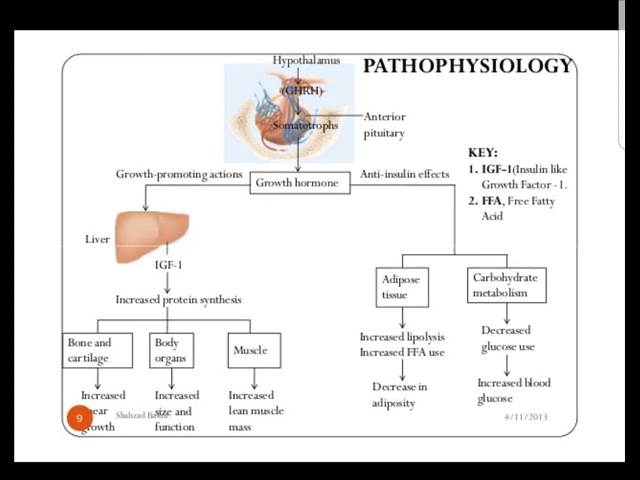 Hypothalamus
PATHOPHYSIOLOGY
(GHRH)
Somatotrophs
Anterior
pituitary
KEY:
1. IGF-1(Insulin like
Growth Factor -1.
2. FFA, Free Fatty
Acid
Growth-promoting actions
Growth hormone
Anti-insulin effects
Liver
IGF-1
Increased protein synthesis
Bone and
cartilage
Body
organs
Muscle
Increased
growth
Increased
size and
function
Increased
lean muscle
mass
Adipose
tissue
Increased lipolysis
Increased FFA use
Decrease in
adiposity
Carbohydrate
metabolism
Decreased
glucose use
Increased blood
glucose
9
Shahzad
4/11/2013